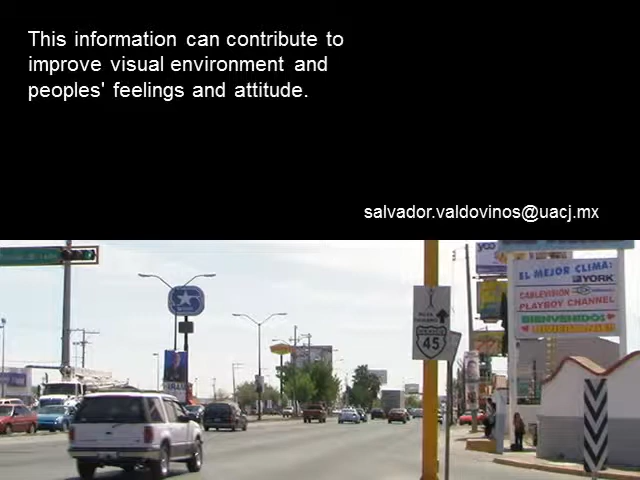 This information can contribute to
improve visual environment and
peoples' feelings and attitude.
salvador.valdovinos@uacj.mx
EL MEJOR CLIMA:
YORK
CABLEVISIÓN
PLAYBOY CHANNEL
BIENVENIDOS
45